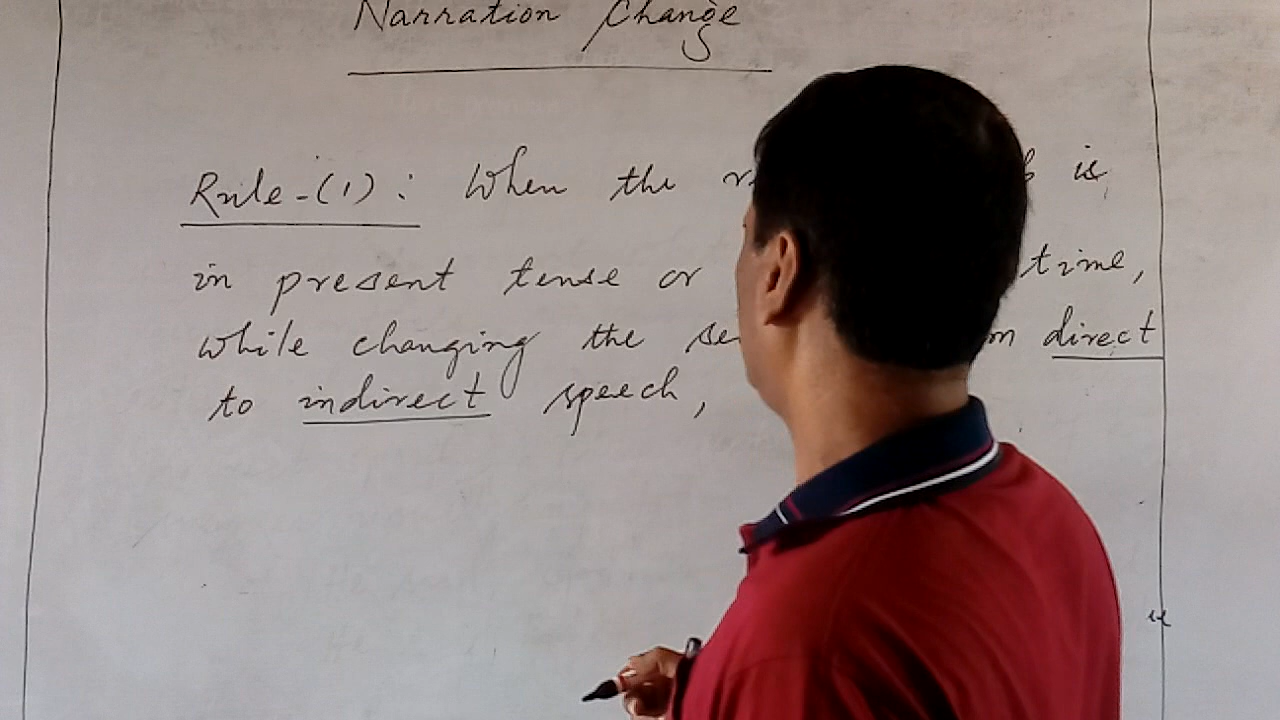 Narration Change
Rule-(1): When the is
in present tense or time,
while changing the direct
to indirect speech,